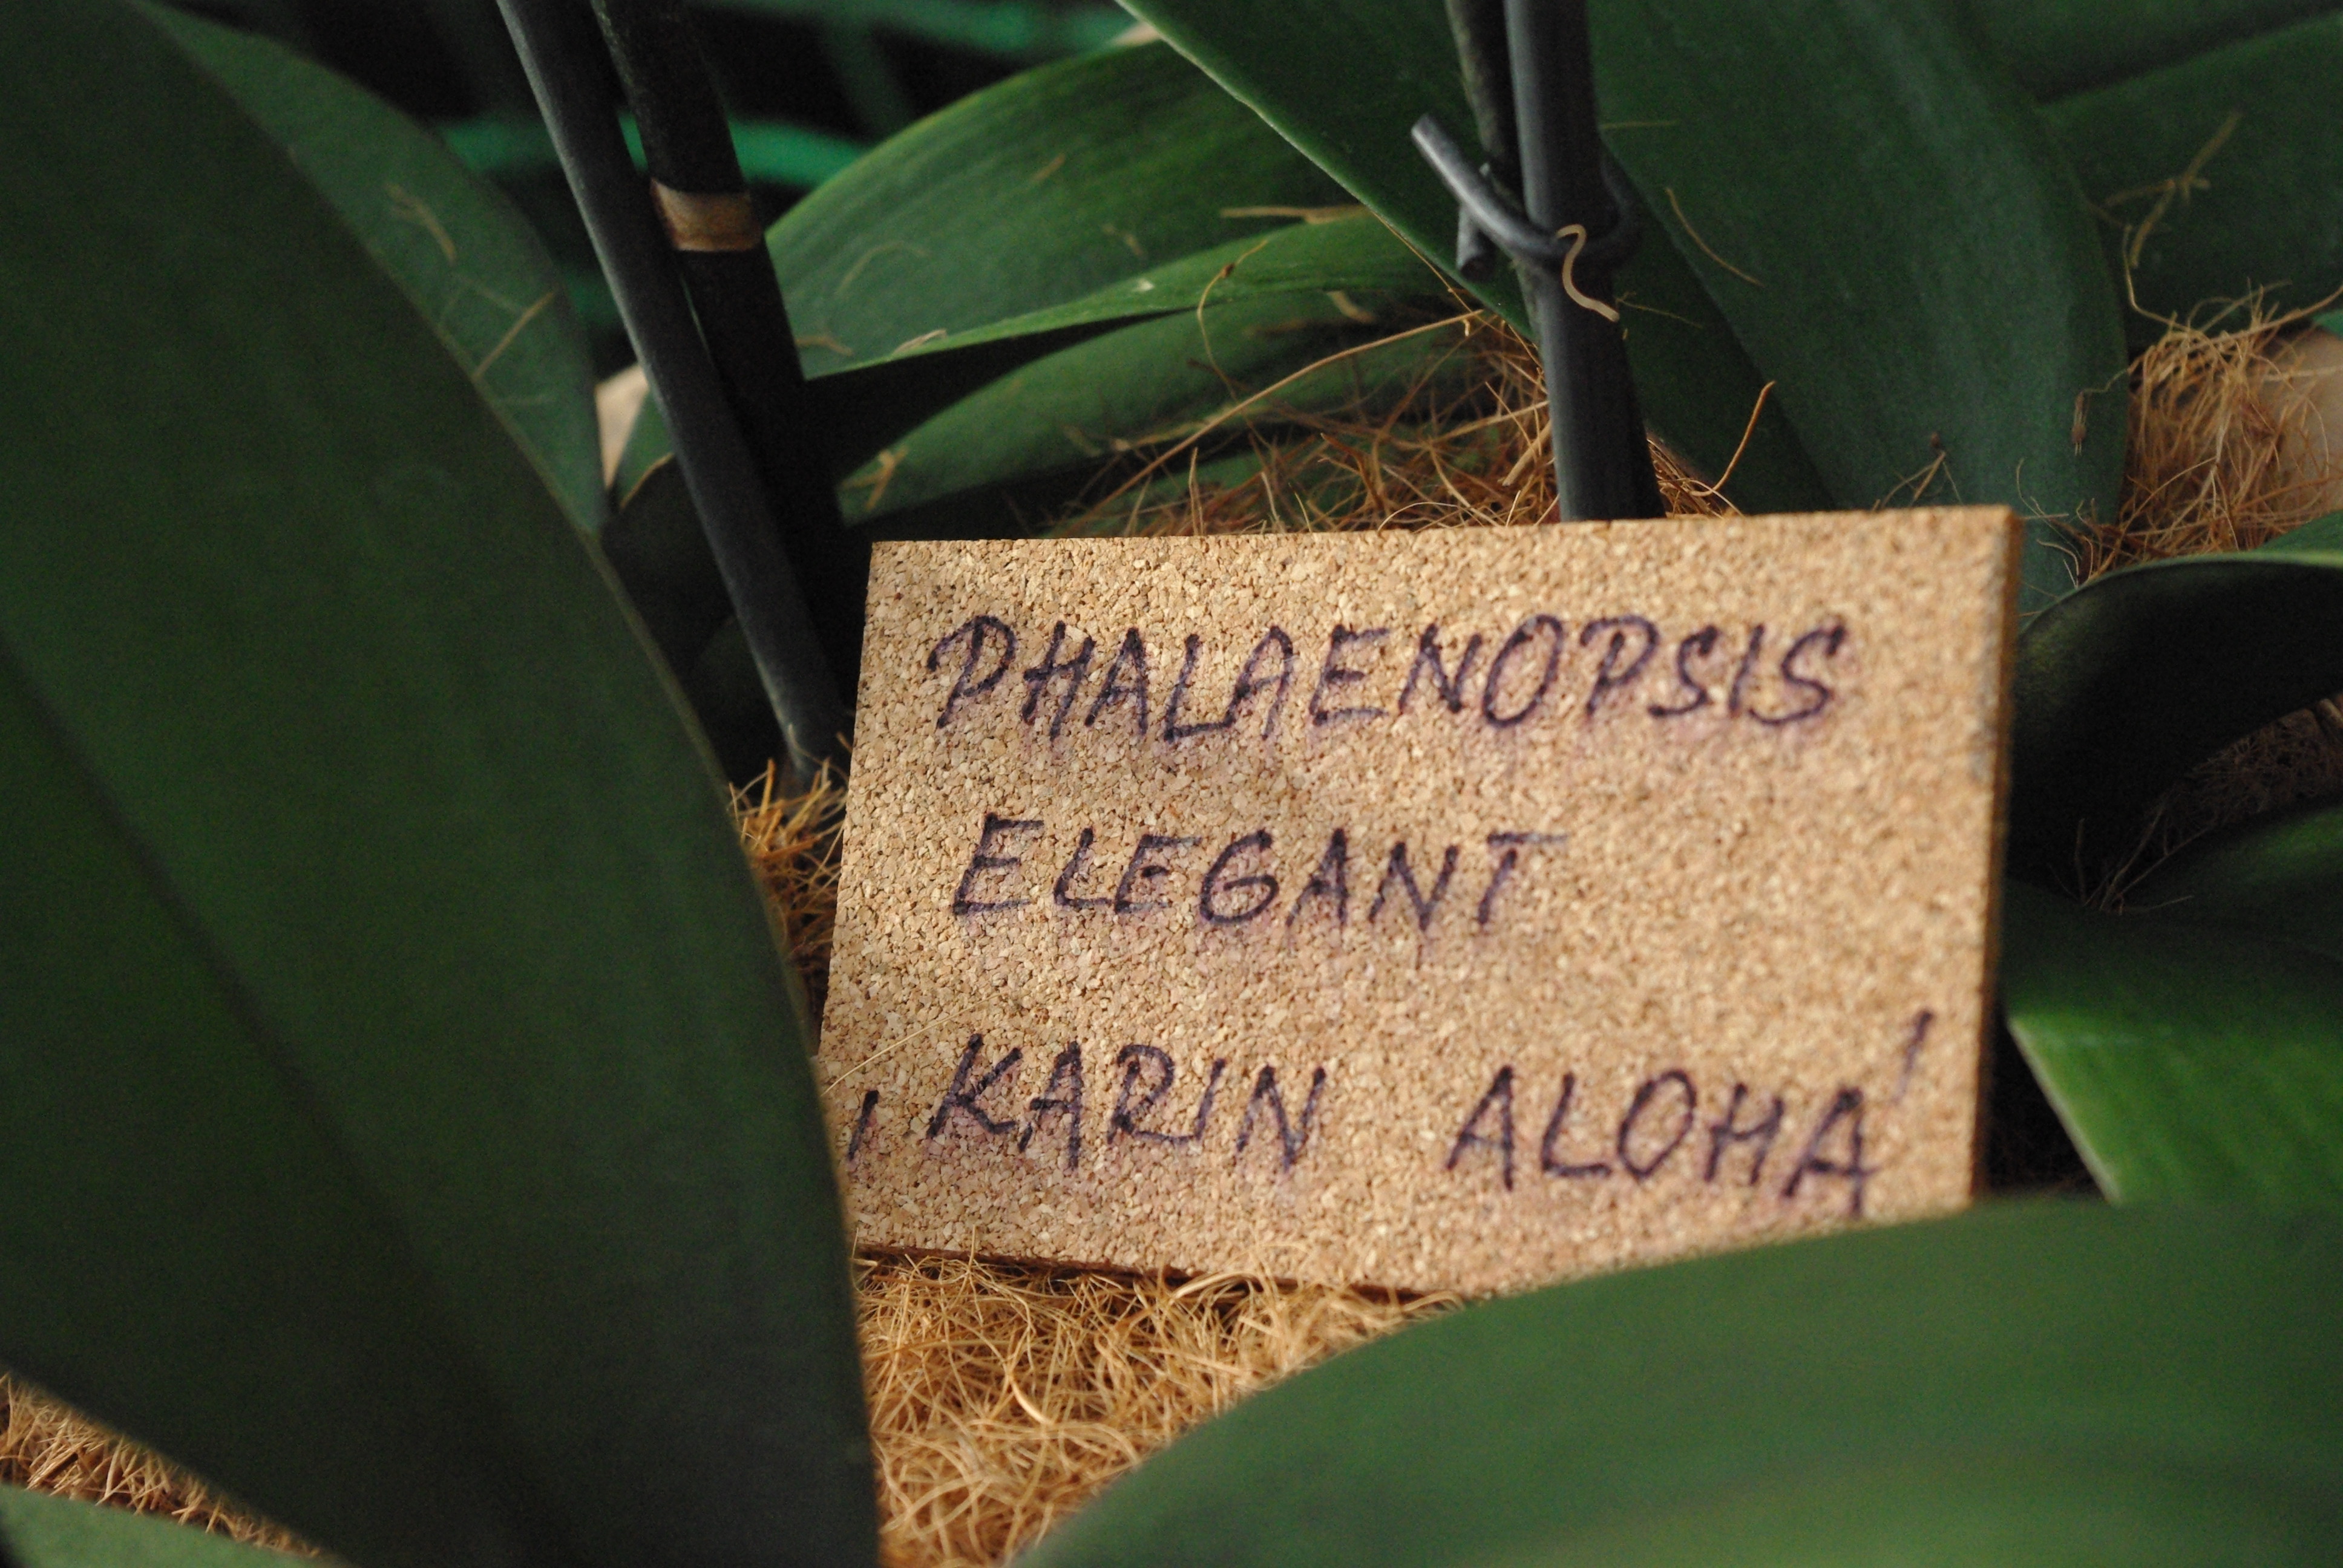 PHALAENOPSIS
ELEGANT
'KARIN ALOHA'